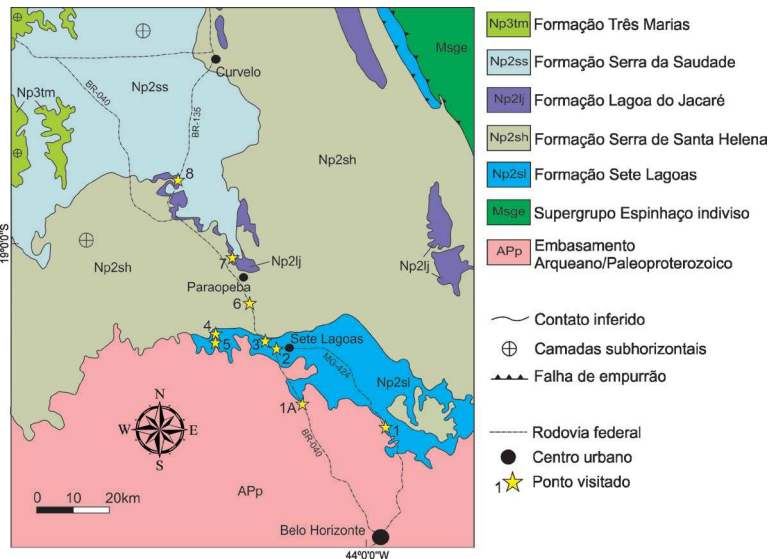 Msge
Curvelo
Np2ss
BR-040
BR-135
Np3tm
Np2sh
8
19º0'0"S
Np2sh
7
Np2lj
Np2lj
Paraopeba
6
4
5
3
2
Sete Lagoas
MG-424
Np2sl
1A
1
N
W
E
S
BR-040
0 10 20km
APp
Belo Horizonte
44º0'0"W
Np3tm Formação Três Marias
Np2ss Formação Serra da Saudade
Np2lj Formação Lagoa do Jacaré
Np2sh Formação Serra de Santa Helena
Np2sl Formação Sete Lagoas
Msge Supergrupo Espinhaço indiviso
APp Embasamento
Arqueano/Paleoproterozoico
Contato inferido
Camadas subhorizontais
Falha de empurrão
Rodovia federal
Centro urbano
1 Ponto visitado